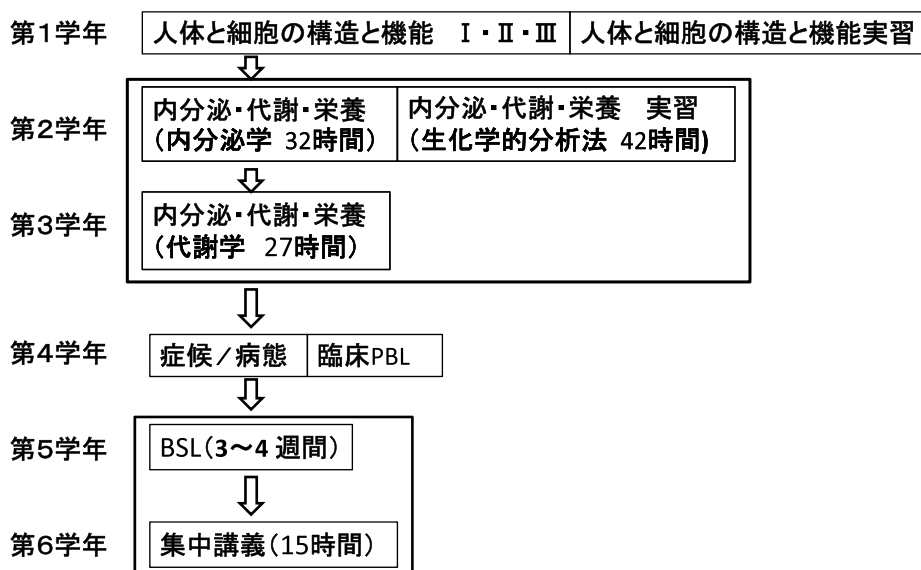 第1学年 人体と細胞の構造と機能 Ⅰ・Ⅱ・Ⅲ 人体と細胞の構造と機能実習
第2学年
内分泌・代謝・栄養
(内分泌学 32時間)
内分泌・代謝・栄養 実習
(生化学的分析法 42時間)
第3学年
内分泌・代謝・栄養
(代謝学 27時間)
第4学年 症候/病態 臨床PBL
第5学年 BSL(3~4 週間)
第6学年 集中講義(15時間)